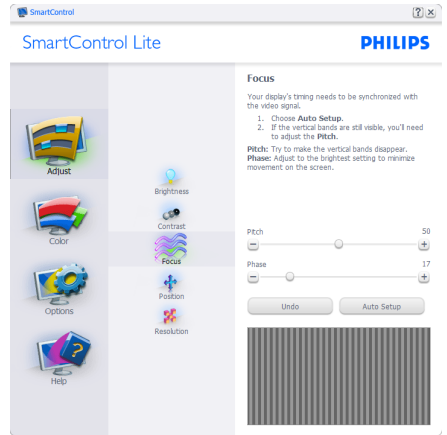 SmartControl
SmartControl Lite
PHILIPS
Adjust
Color
Options
Help
Brightness
Contrast
Focus
Position
Resolution
Focus
Your display's timing needs to be synchronized with
the video signal.
1. Choose Auto Setup.
2. If the vertical bands are still visible, you'll need
to adjust the Pitch.
Pitch: Try to make the vertical bands disappear.
Phase: Adjust to the brightest setting to minimize
movement on the screen.
Pitch 50
Phase 17
Undo Auto Setup